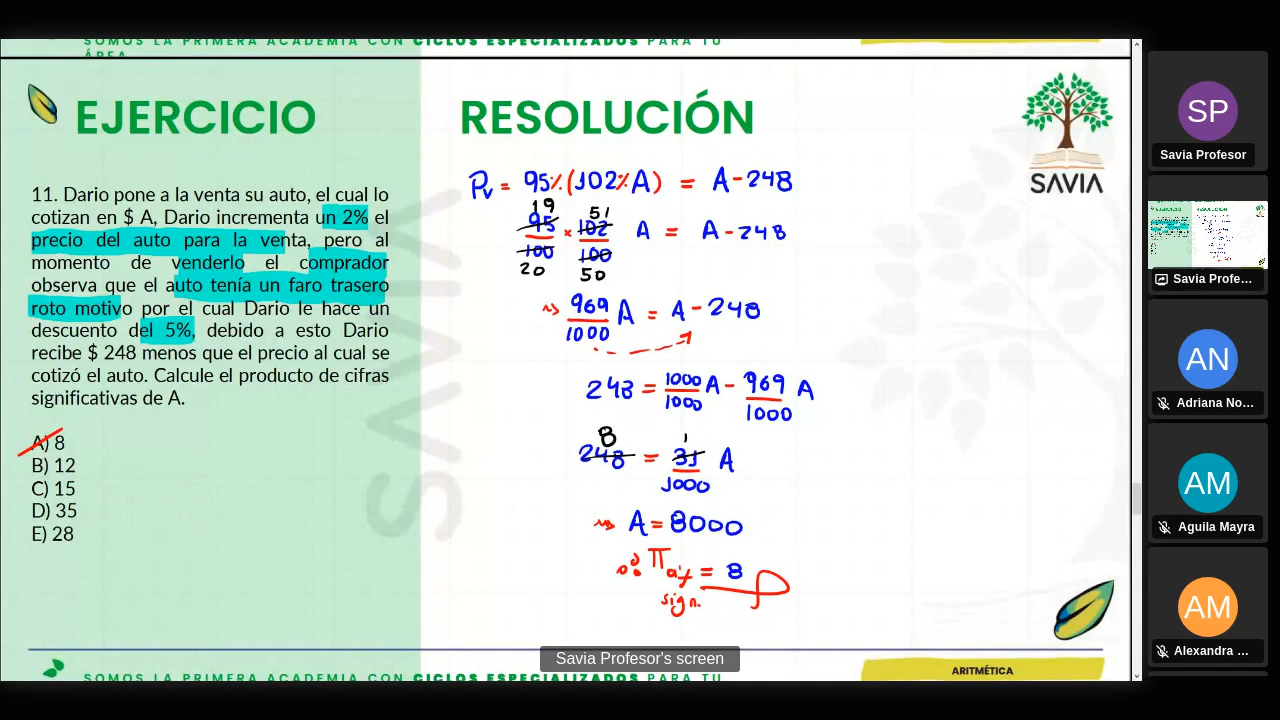 SOMOS LA PRIMERA ACADEMIA CON CICLOS ESPECIALIZADOS PARA TU
ÁREA
EJERCICIO
11. Dario pone a la venta su auto, el cual lo
cotizan en $ A, Dario incrementa un 2% el
precio del auto para la venta, pero al
momento de venderlo el comprador
observa que el auto tenía un faro trasero
roto motivo por el cual Dario le hace un
descuento del 5%, debido a esto Dario
recibe $ 248 menos que el precio al cual se
cotizó el auto. Calcule el producto de cifras
significativas de A.
A) 8
B) 12
C) 15
D) 35
E) 28
RESOLUCIÓN
Pv = 95%(102%A) = A-248
19 51
95/100 × 102/100 A = A-248
20 50
969/1000 A = A-248
248 = 1000/1000 A - 969/1000 A
8 1
248 = 31/1000 A
A = 8000
∴ π cif = 8
sign.
SAVIA
SAVIA
Savia Profesor's screen
ARITMÉTICA
SOMOS LA PRIMERA ACADEMIA CON CICLOS ESPECIALIZADOS PARA TU
SP
Savia Profesor
Savia Profe...
AN
Adriana No...
AM
Aguila Mayra
AM
Alexandra ...